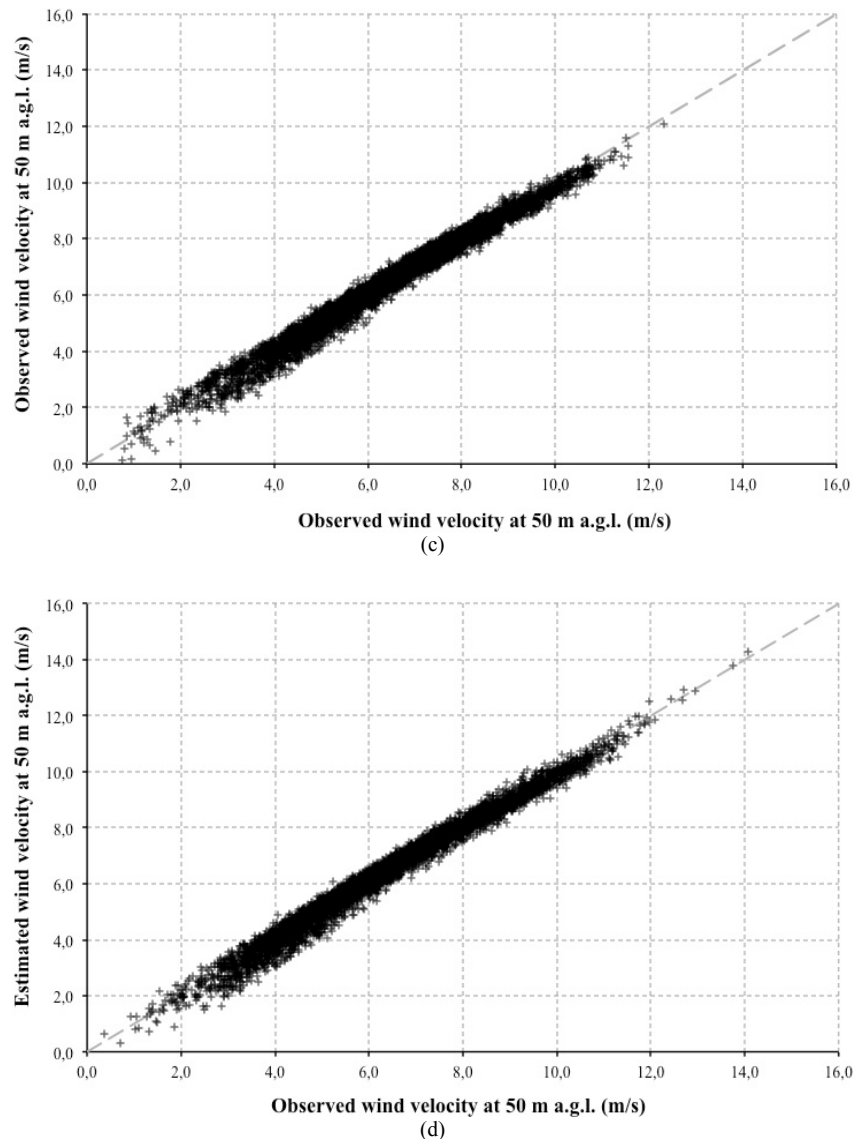 Observed wind velocity at 50 m a.g.l. (m/s)
16,0
14,0
12,0
10,0
8,0
6,0
4,0
2,0
0,0
0,0 2,0 4,0 6,0 8,0 10,0 12,0 14,0 16,0
Observed wind velocity at 50 m a.g.l. (m/s)
(c)
Estimated wind velocity at 50 m a.g.l. (m/s)
16,0
14,0
12,0
10,0
8,0
6,0
4,0
2,0
0,0
0,0 2,0 4,0 6,0 8,0 10,0 12,0 14,0 16,0
Observed wind velocity at 50 m a.g.l. (m/s)
(d)